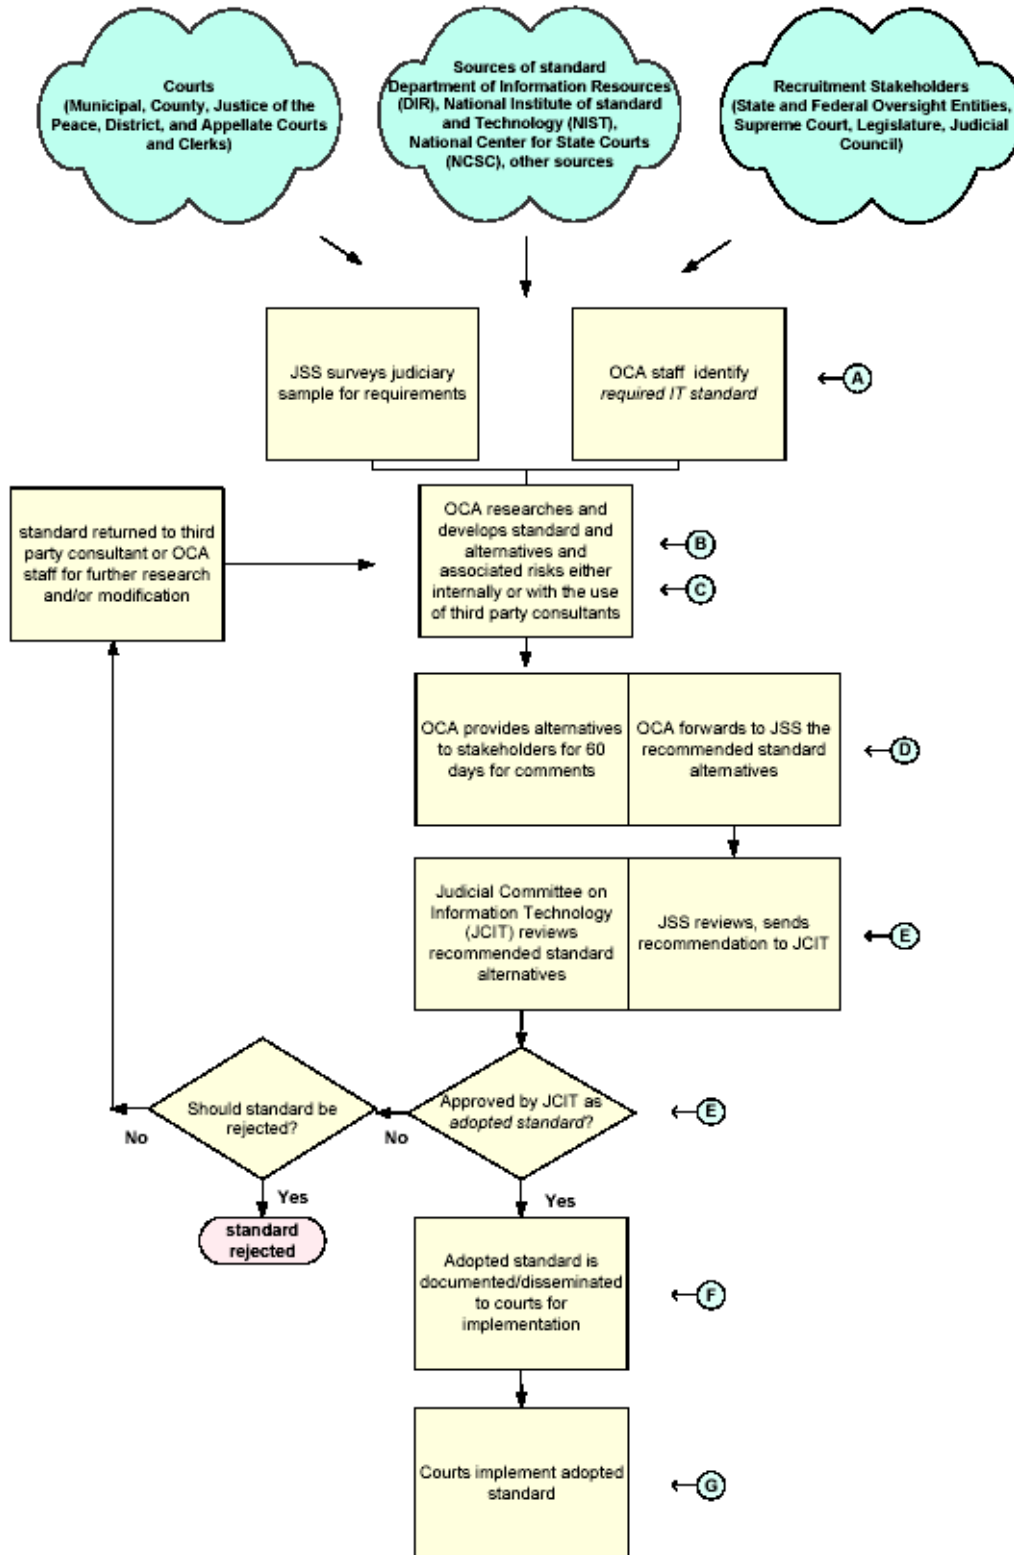 Courts
(Municipal, County, Justice of the
Peace, District, and Appellate Courts
and Clerks)
Sources of standard
Department of Information Resources
(DIR), National Institute of standard
and Technology (NIST),
National Center for State Courts
(NCSC), other sources
Recruitment Stakeholders
(State and Federal Oversight Entities,
Supreme Court, Legislature, Judicial
Council)
JSS surveys judiciary
sample for requirements
OCA staff identify
required IT standard
A
standard returned to third
party consultant or OCA
staff for further research
and/or modification
OCA researches and
develops standard and
alternatives and
associated risks either
internally or with the use
of third party consultants
B
C
OCA provides alternatives
to stakeholders for 60
days for comments
OCA forwards to JSS the
recommended standard
alternatives
D
Judicial Committee on
Information Technology
(JCIT) reviews
recommended standard
alternatives
JSS reviews, sends
recommendation to JCIT
E
Should standard be
rejected?
No
Approved by JCIT as
adopted standard?
No
E
Yes
Yes
standard
rejected
Adopted standard is
documented/disseminated
to courts for
implementation
F
Courts implement adopted
standard
G